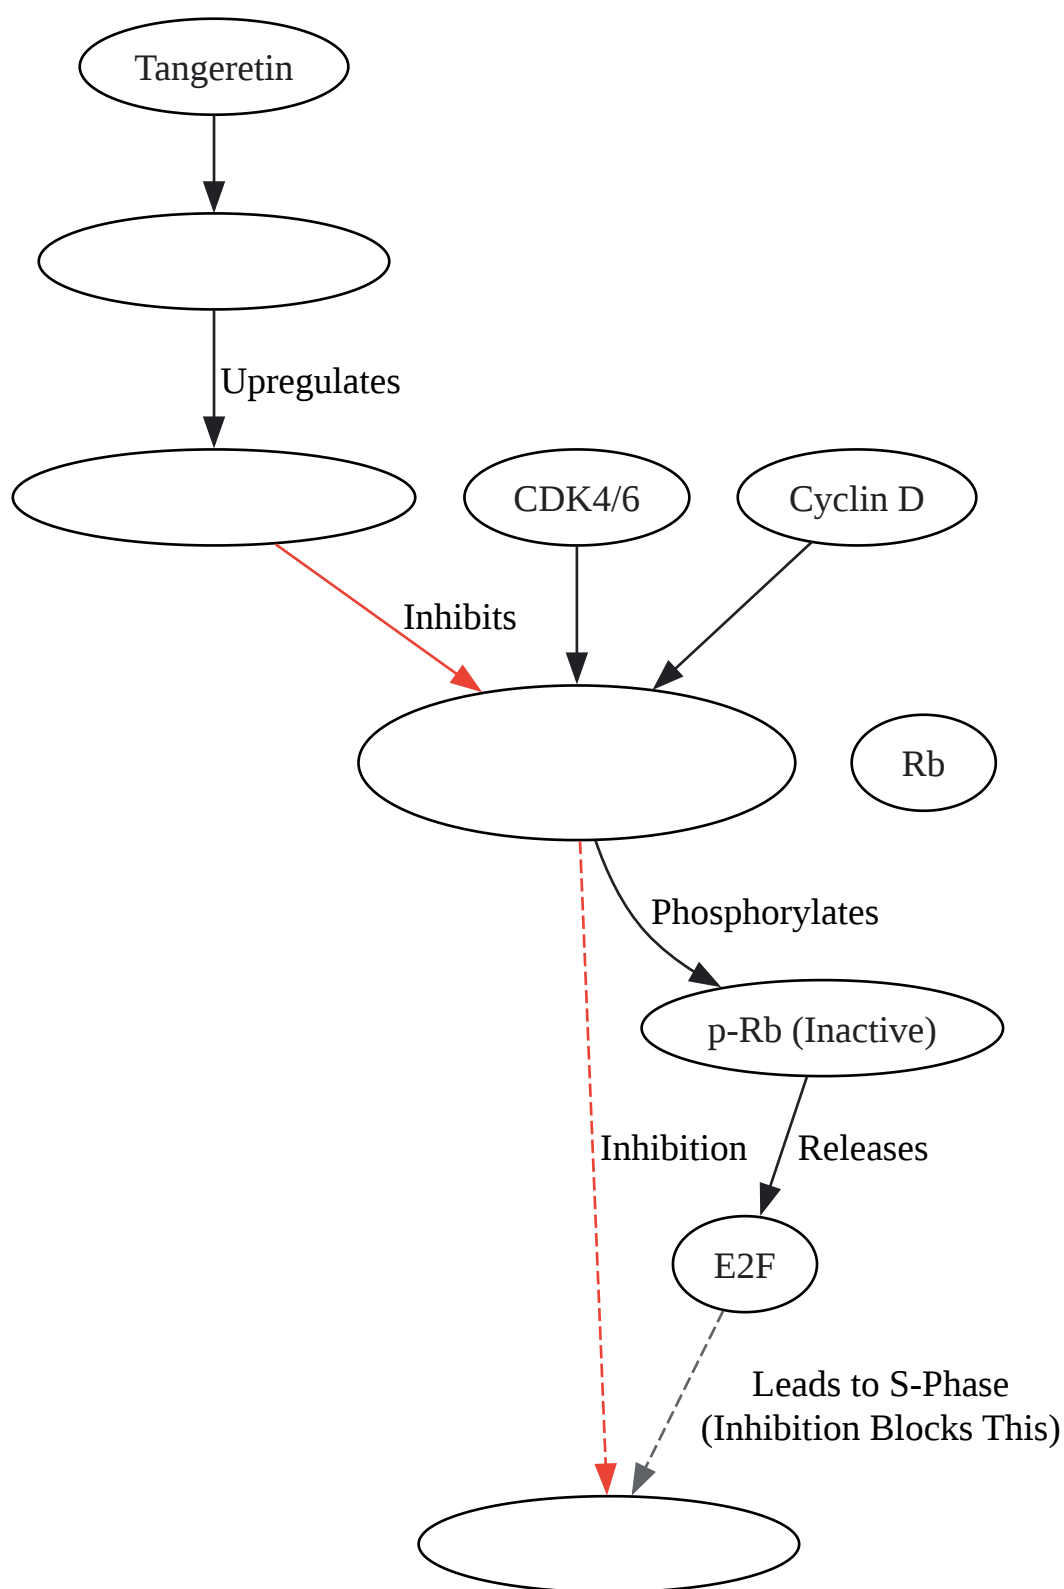 Tangeretin
Upregulates
CDK4/6
Cyclin D
Inhibits
Rb
Phosphorylates
p-Rb (Inactive)
Inhibition
Releases
E2F
Leads to S-Phase
(Inhibition Blocks This)